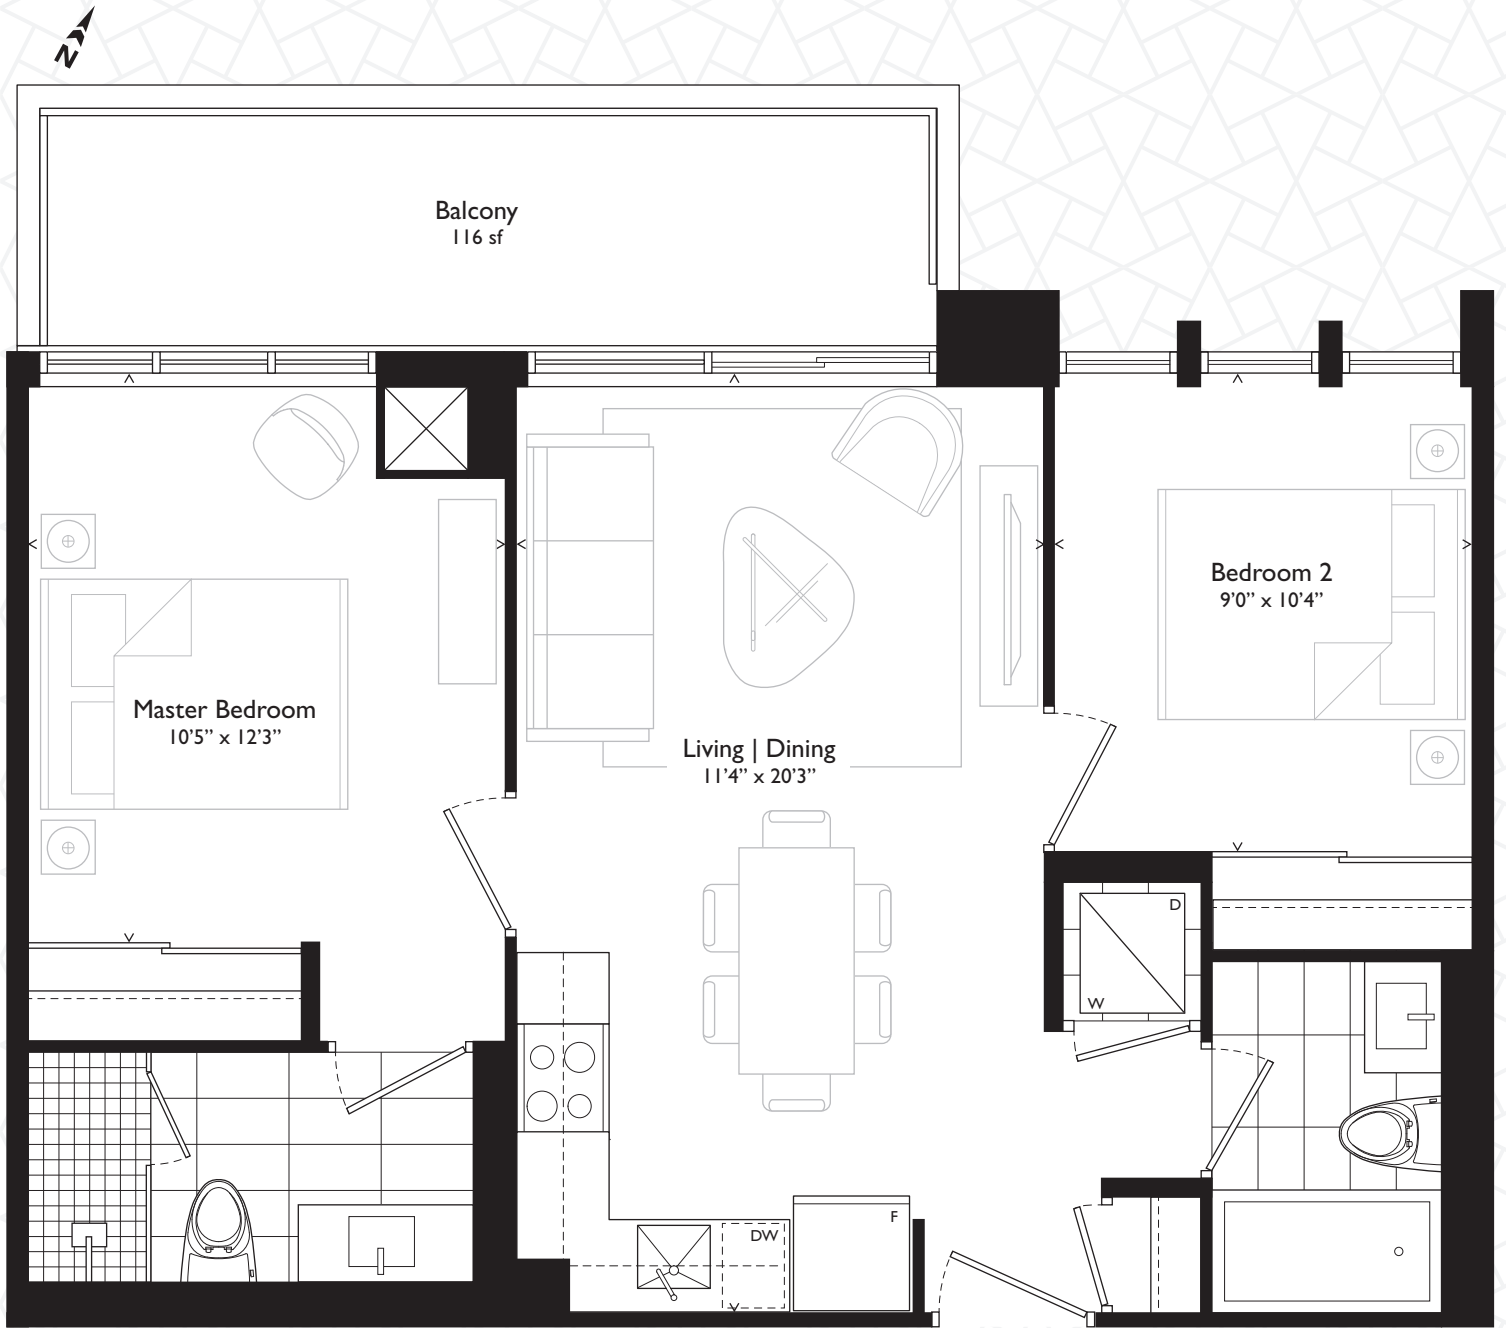 N
Balcony
116 sf
Bedroom 2
9’0” x 10’4”
Master Bedroom
10’5” x 12’3”
Living | Dining
11’4” x 20’3”
D
W
F
DW